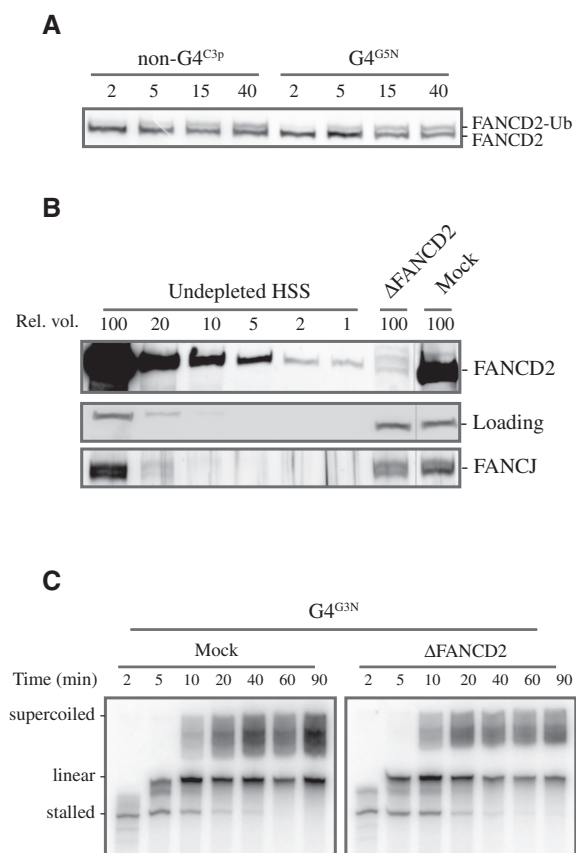 A
non-G4C3p G4G5N
2 5 15 40 2 5 15 40
FANCD2-Ub
FANCD2
B
Undepleted HSS ΔFANCD2 Mock
Rel. vol. 100 20 10 5 2 1 100 100
- FANCD2
- Loading
- FANCJ
C
G4G3N
Mock ΔFANCD2
Time (min) 2 5 10 20 40 60 90 2 5 10 20 40 60 90
supercoiled -
linear -
stalled -